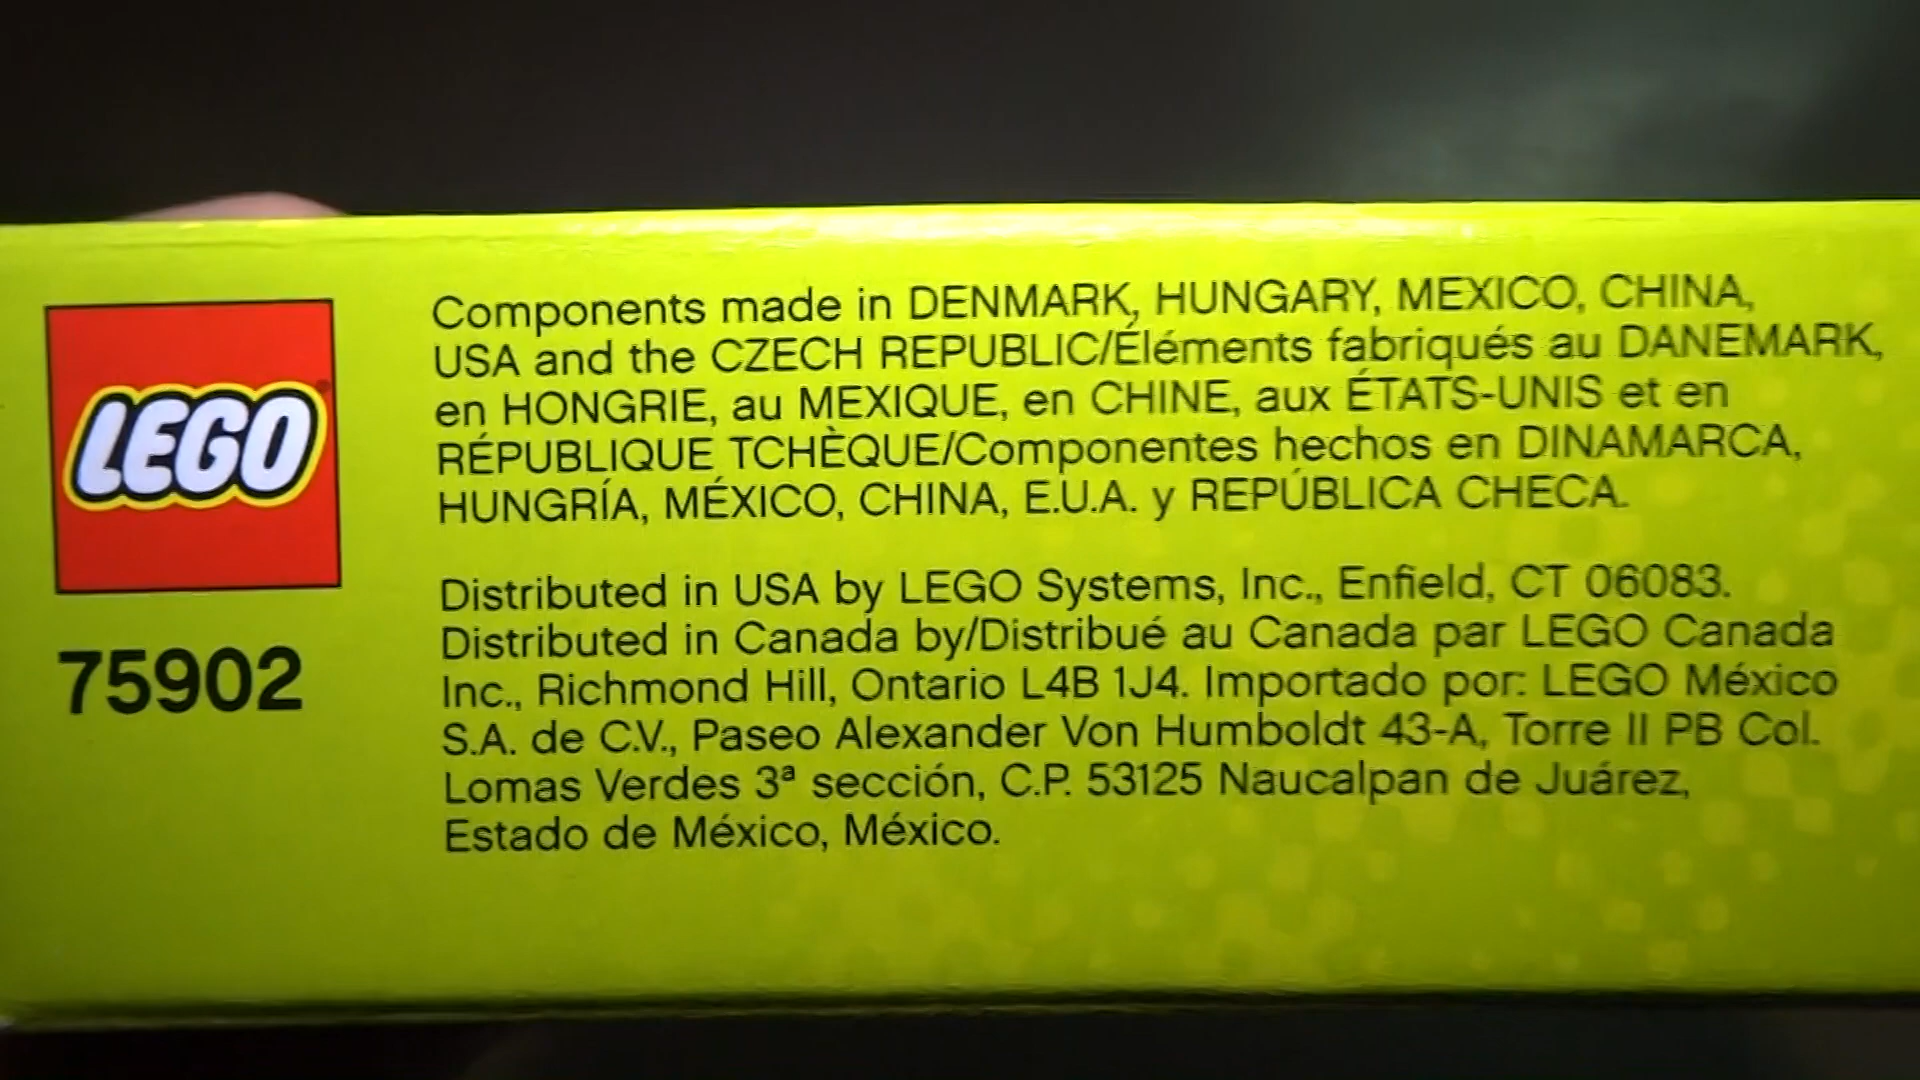 LEGO
75902
Components made in DENMARK, HUNGARY, MEXICO, CHINA,
USA and the CZECH REPUBLIC/Éléments fabriqués au DANEMARK,
en HONGRIE, au MEXIQUE, en CHINE, aux ÉTATS-UNIS et en
RÉPUBLIQUE TCHÈQUE/Componentes hechos en DINAMARCA,
HUNGRÍA, MÉXICO, CHINA, E.U.A. y REPÚBLICA CHECA.
Distributed in USA by LEGO Systems, Inc., Enfield, CT 06083.
Distributed in Canada by/Distribué au Canada par LEGO Canada
Inc., Richmond Hill, Ontario L4B 1J4. Importado por: LEGO México
S.A. de C.V., Paseo Alexander Von Humboldt 43-A, Torre II PB Col.
Lomas Verdes 3ª sección, C.P. 53125 Naucalpan de Juárez,
Estado de México, México.